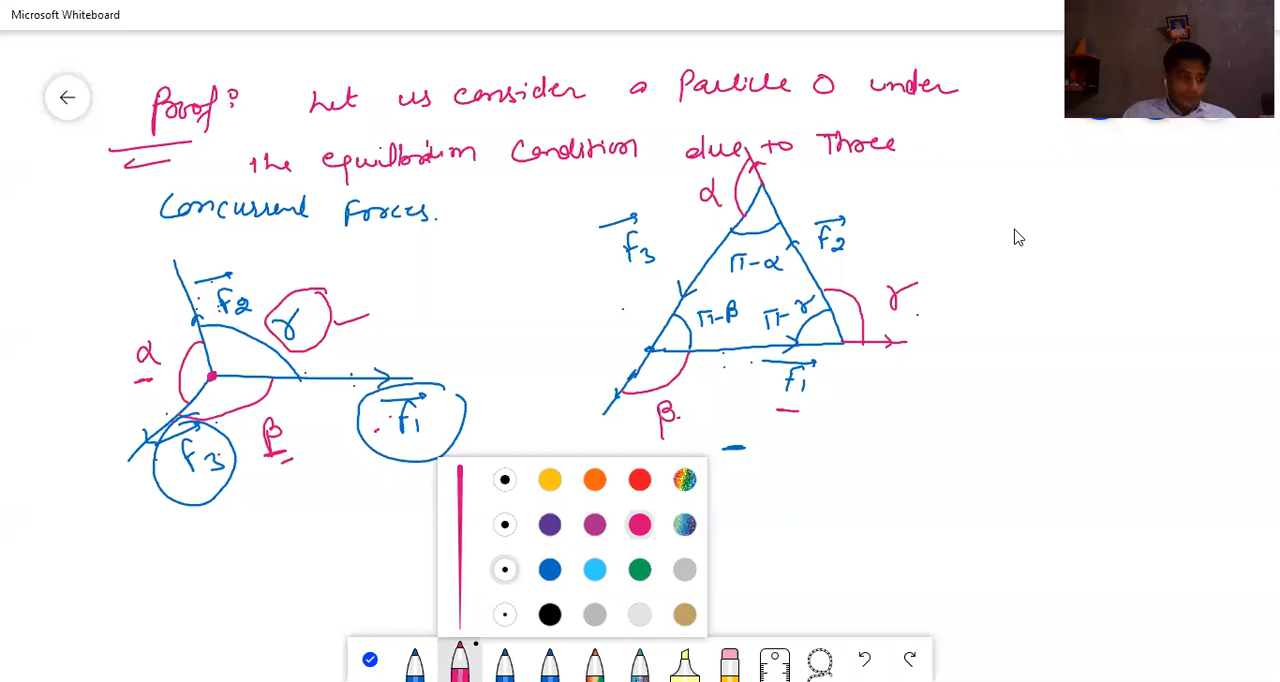 Microsoft Whiteboard
Proof: Let us consider a Particle O under
the equilibrium Condition due to Three
Concurrent Forces.
α
f3
f2
π-α
f2
γ
π-β
π-γ
γ
α
f1
f1
β
β
f3